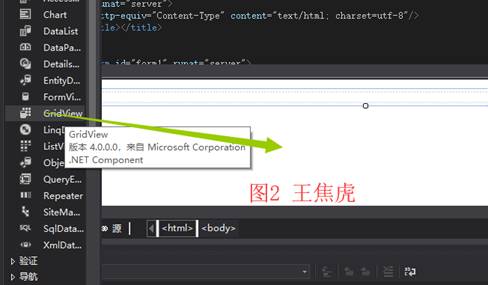 Chart
DataList
DataPa...
Details...
EntityD...
FormVi...
GridView
LinqD
ListV
Object
QueryE...
Repeater
SiteMa...
SqlData...
XmlDat...
验证
导航
unat="server">
ttp-equiv="Content-Type" content="text/html; charset=utf-8"/>
tle></title>
id="form1" runat="server">
GridView
版本 4.0.0.0，来自 Microsoft Corporation
.NET Component
图2 王焦虎
源
<html> <body>